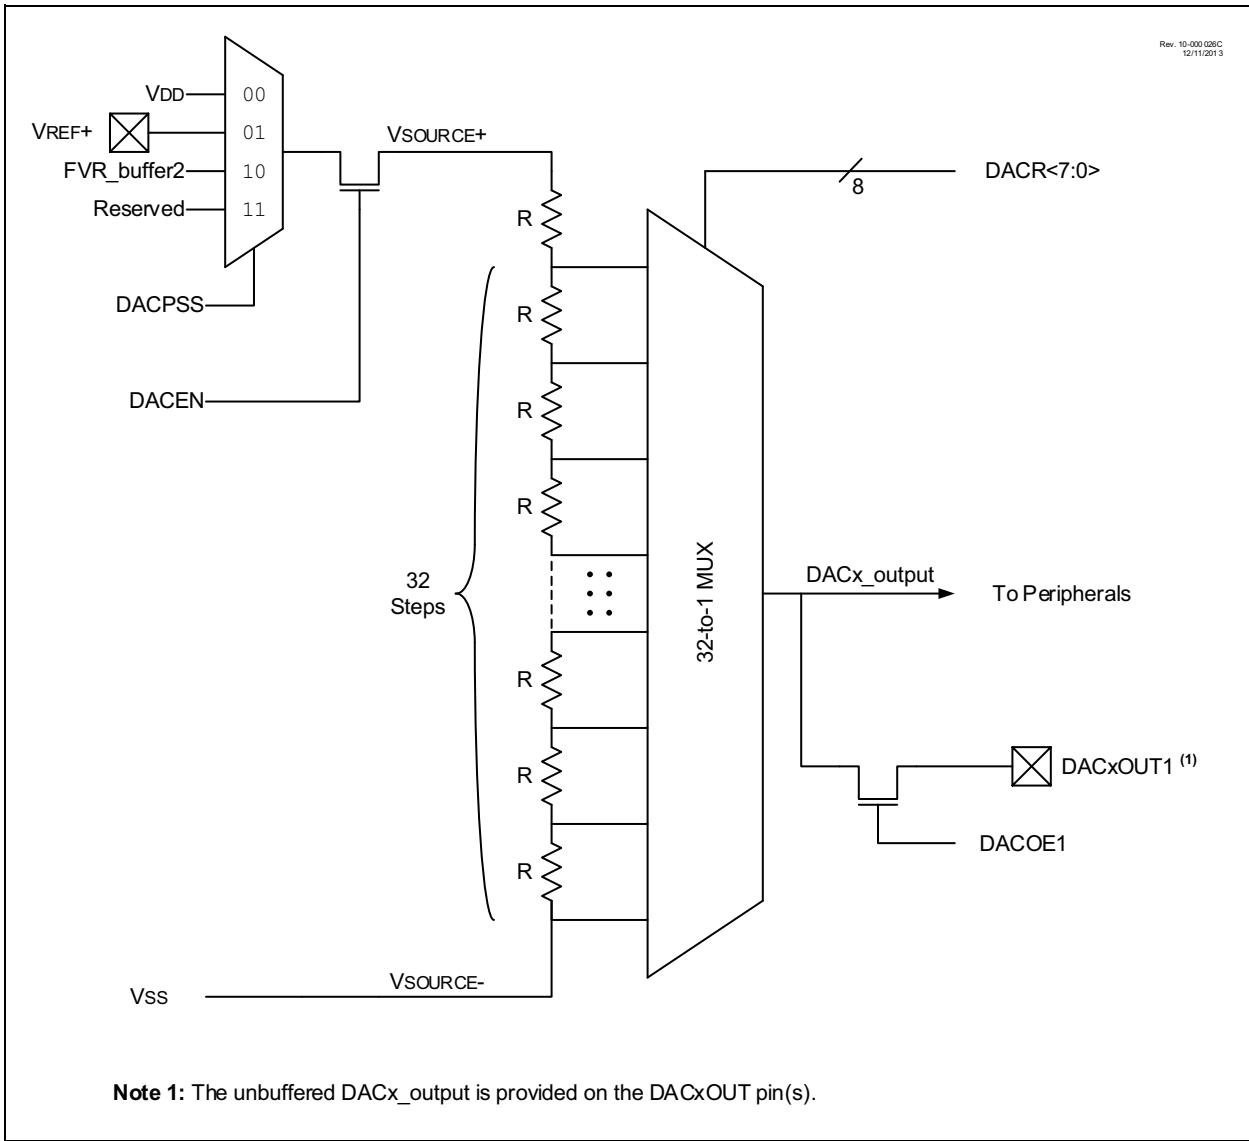 Rev. 10-000 026C
12/11/2013
VDD
00
VREF+
01
VSOURCE+
FVR_buffer2
10
DACR<7:0>
8
Reserved
11
R
DACPSS
R
DACEN
R
R
32
Steps
32-to-1 MUX
DACx_output
To Peripherals
R
R
DACxOUT1 (1)
DACOE1
R
VSOURCE-
VSS
Note 1: The unbuffered DACx_output is provided on the DACxOUT pin(s).